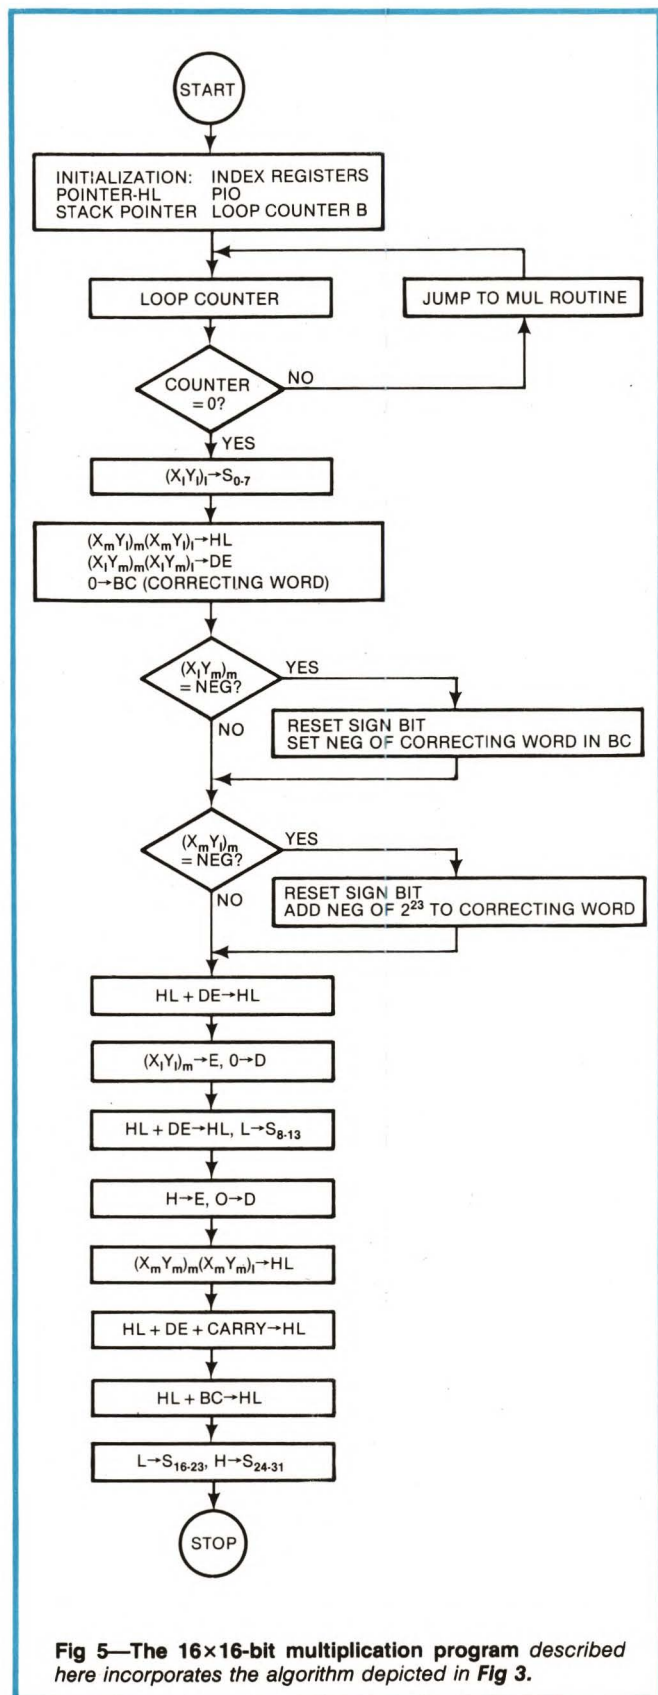 START
INITIALIZATION: INDEX REGISTERS
POINTER-HL PIO
STACK POINTER LOOP COUNTER B
LOOP COUNTER
JUMP TO MUL ROUTINE
COUNTER
= 0?
NO
YES
(XₗYₗ)ₗ→S₀₋₇
(XₘYₗ)ₘ(XₘYₗ)ₗ→HL
(XₗYₘ)ₘ(XₗYₘ)ₗ→DE
0→BC (CORRECTING WORD)
(XₗYₘ)ₘ
= NEG?
YES
NO
RESET SIGN BIT
SET NEG OF CORRECTING WORD IN BC
(XₘYₗ)ₘ
= NEG?
YES
NO
RESET SIGN BIT
ADD NEG OF 2²³ TO CORRECTING WORD
HL + DE→HL
(XₗYₗ)ₘ→E, 0→D
HL + DE→HL, L→S₈₋₁₃
H→E, O→D
(XₘYₘ)ₘ(XₘYₘ)ₗ→HL
HL + DE + CARRY→HL
HL + BC→HL
L→S₁₆₋₂₃, H→S₂₄₋₃₁
STOP
Fig 5—The 16×16-bit multiplication program described
here incorporates the algorithm depicted in Fig 3.